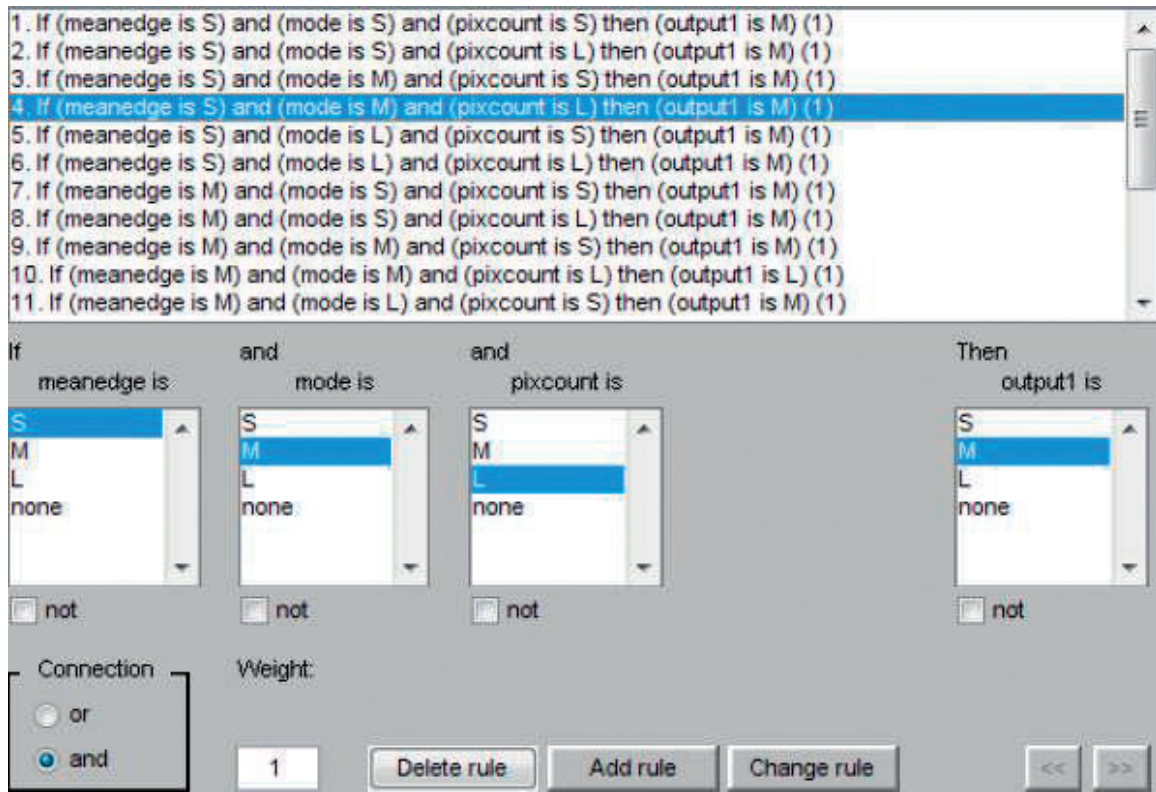 1. If (meanedge is S) and (mode is S) and (pixcount is S) then (output1 is M) (1)
2. If (meanedge is S) and (mode is S) and (pixcount is L) then (output1 is M) (1)
3. If (meanedge is S) and (mode is M) and (pixcount is S) then (output1 is M) (1)
4. If (meanedge is S) and (mode is M) and (pixcount is L) then (output1 is M) (1)
5. If (meanedge is S) and (mode is L) and (pixcount is S) then (output1 is M) (1)
6. If (meanedge is S) and (mode is L) and (pixcount is L) then (output1 is M) (1)
7. If (meanedge is M) and (mode is S) and (pixcount is S) then (output1 is M) (1)
8. If (meanedge is M) and (mode is S) and (pixcount is L) then (output1 is M) (1)
9. If (meanedge is M) and (mode is M) and (pixcount is S) then (output1 is M) (1)
10. If (meanedge is M) and (mode is M) and (pixcount is L) then (output1 is L) (1)
11. If (meanedge is M) and (mode is L) and (pixcount is S) then (output1 is M) (1)
If and and Then
meanedge is mode is pixcount is output1 is
S S S S
M M M M
L L L L
none none none none
not not not not
Connection Weight:
or
and 1 Delete rule Add rule Change rule << >>